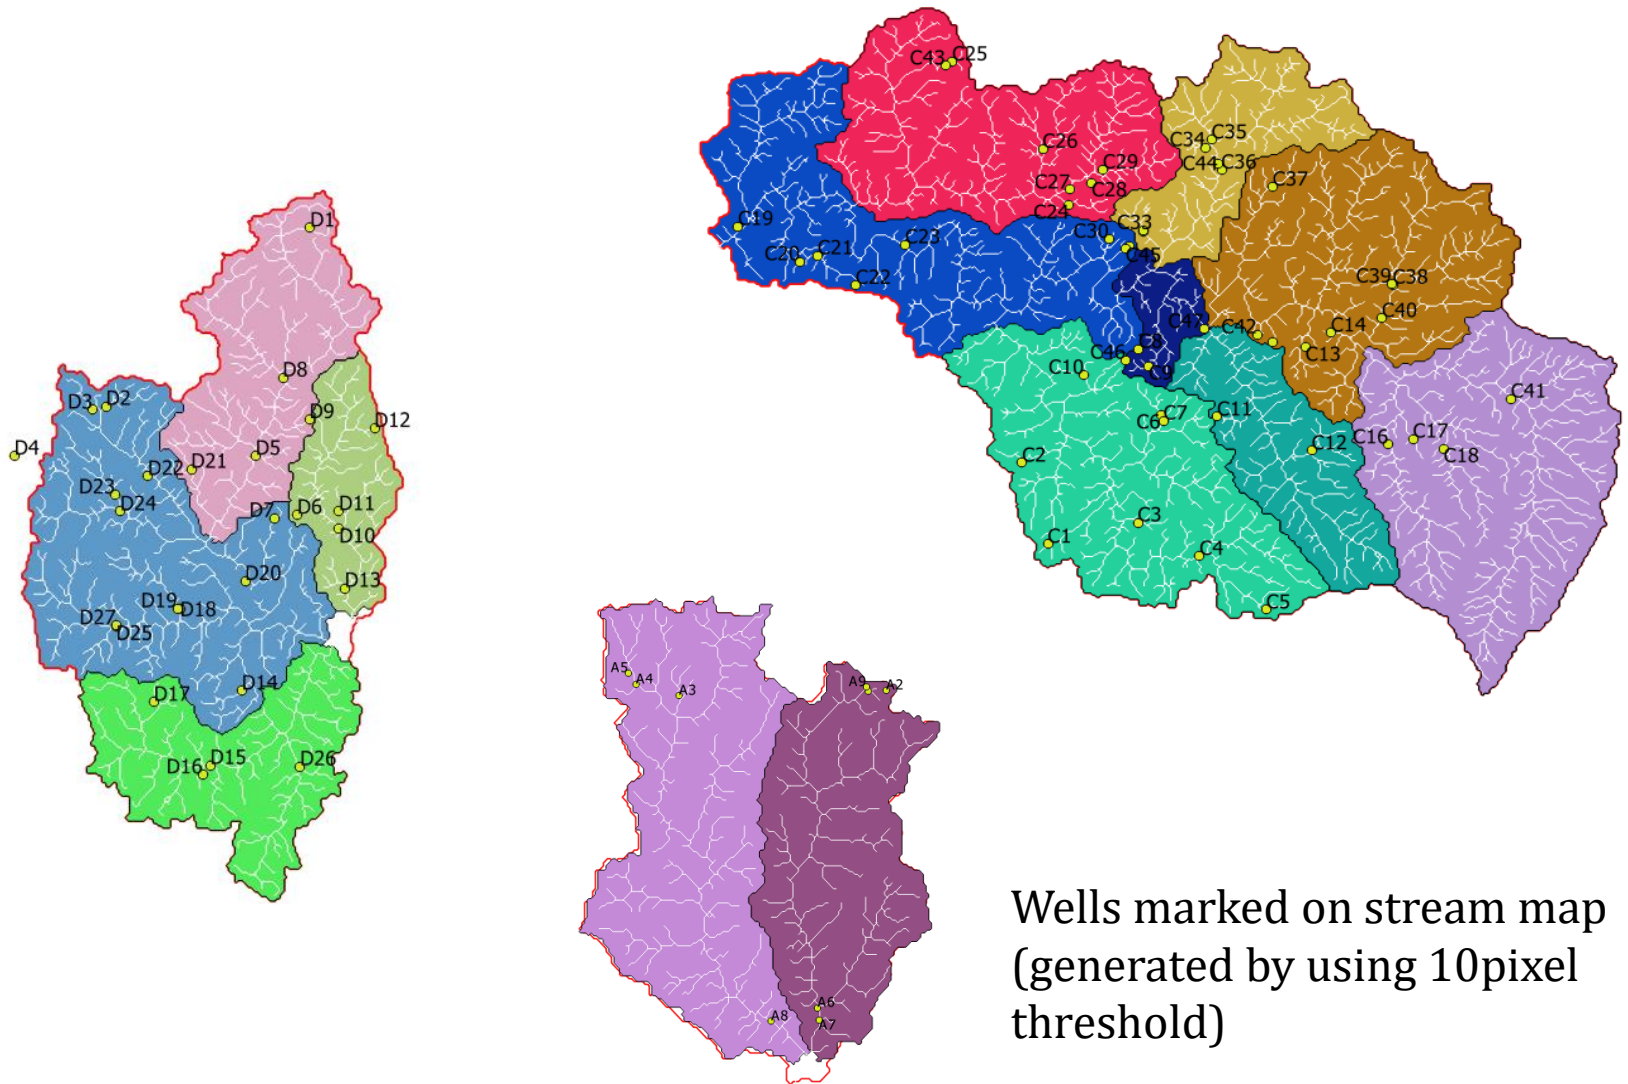 C43 C25
C26
C29
C27
C28
C24
C34 C35
C44 C36
C37
C19
C20 C21
C22
C23
C30 C33
C45
C39 C38
C40
C14
C13
C42
C47
C8
C46
C9
C10
C7
C6
C11
C12
C2
C3
C1
C4
C5
C41
C16 C17
C18
D1
D8
D9
D12
D3 D2
D4
D5
D21
D22
D23
D24
D7 D6 D11
D10
D13
D20
D19 D18
D27
D25
D14
D17
D15
D16
D26
A5
A4
A3
A9 A2
A6
A7
A8
Wells marked on stream map
(generated by using 10pixel
threshold)